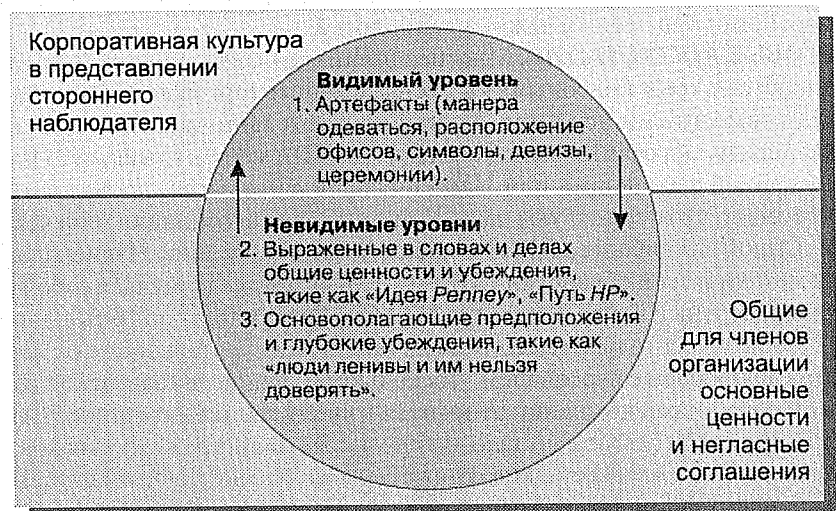 Корпоративная культура
в представлении
стороннего
наблюдателя
Видимый уровень
1. Артефакты (манера
одеваться, расположение
офисов, символы, девизы,
церемонии).
Невидимые уровни
2. Выраженные в словах и делах
общие ценности и убеждения,
такие как «Идея Penney», «Путь HP».
3. Основополагающие предположения
и глубокие убеждения, такие как
«люди ленивы и им нельзя
доверять».
Общие
для членов
организации
основные
ценности
и негласные
соглашения